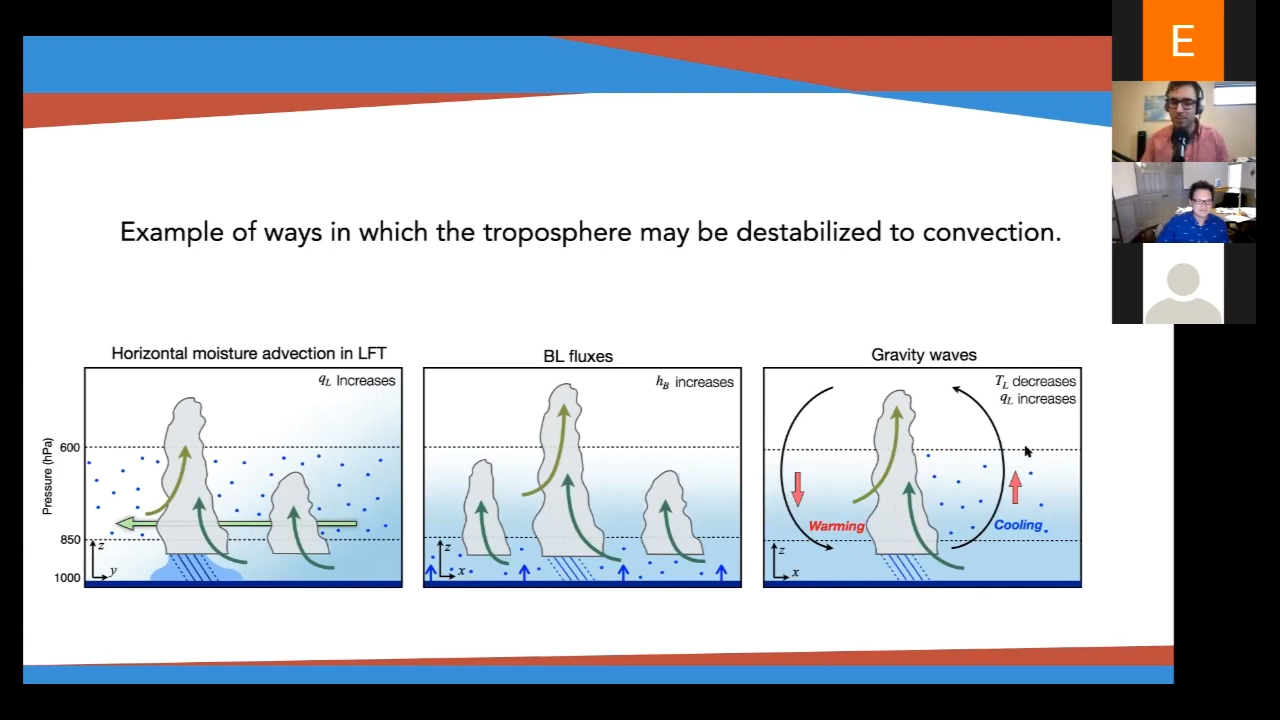 E
Example of ways in which the troposphere may be destabilized to convection.
Horizontal moisture advection in LFT
BL fluxes
Gravity waves
qL Increases
hB increases
TL decreases
qL increases
Pressure (hPa)
600
850
1000
z
y
z
x
z
x
Warming
Cooling